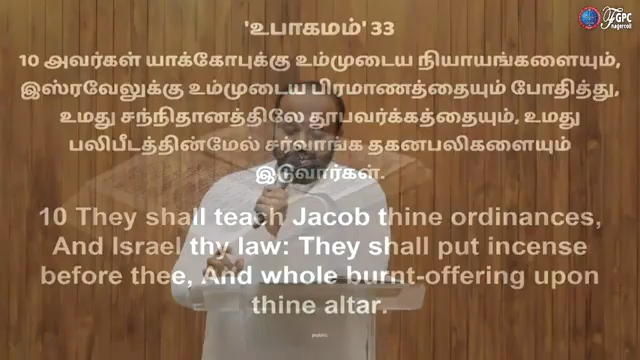 FGPC
nagercoil
'உபாகமம்' 33
10 அவர்கள் யாக்கோபுக்கு உம்முடைய நியாயங்களையும்,
இஸ்ரவேலுக்கு உம்முடைய பிரமாணத்தையும் போதித்து,
உமது சந்நிதானத்திலே தூபவர்க்கத்தையும், உமது
பலிபீடத்தின்மேல் சர்வாங்க தகனபலிகளையும்
இடுவார்கள்.
10 They shall teach Jacob thine ordinances,
And Israel thy law: They shall put incense
before thee, And whole burnt-offering upon
thine altar.